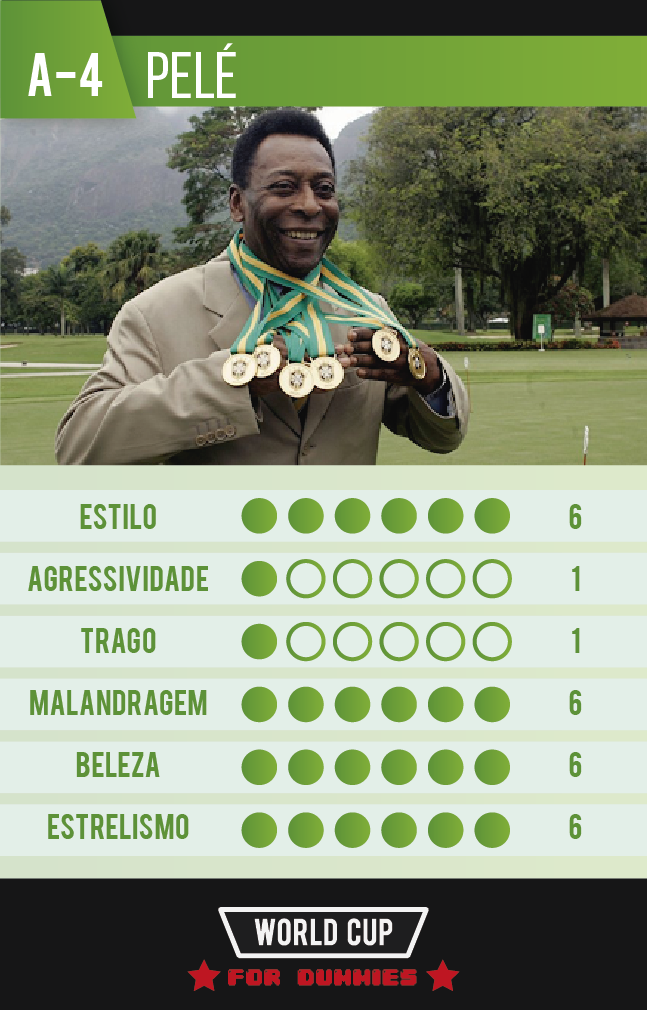 A-4 PELÉ
ESTILO 6
AGRESSIVIDADE 1
TRAGO 1
MALANDRAGEM 6
BELEZA 6
ESTRELISMO 6
WORLD CUP
FOR DUMMIES